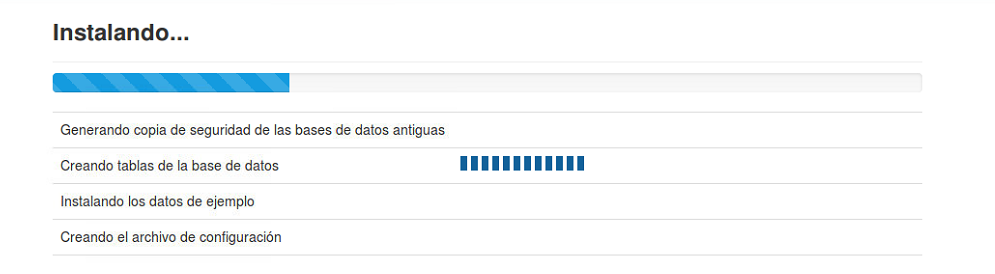 Instalando...
Generando copia de seguridad de las bases de datos antiguas
Creando tablas de la base de datos
Instalando los datos de ejemplo
Creando el archivo de configuración